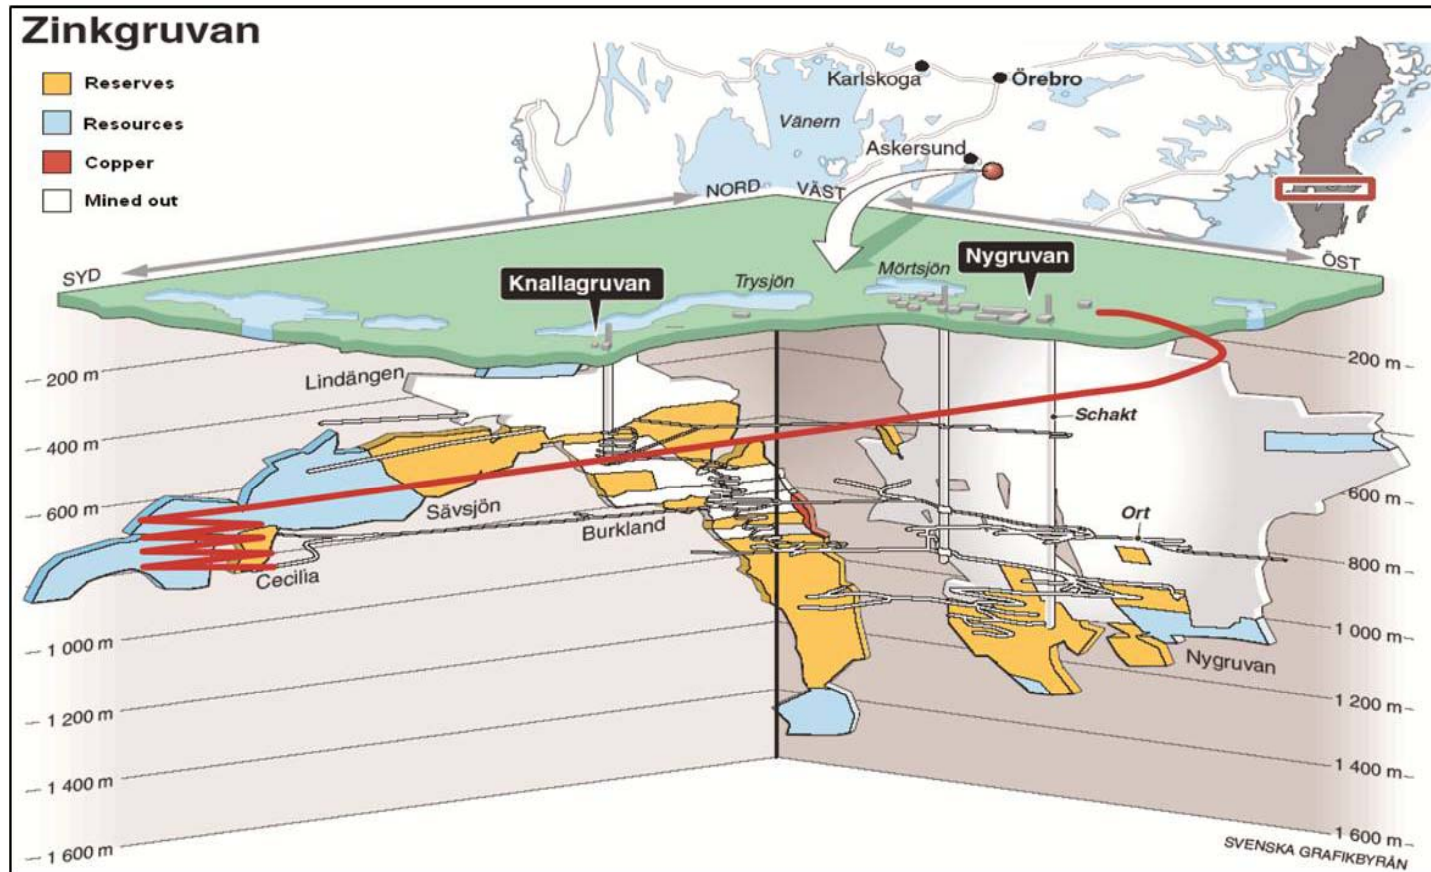 Zinkgruvan
Reserves
Resources
Copper
Mined out
Karlskoga
Örebro
Vänern
Askersund
NORD
VÄST
SYD
ÖST
Knallagruvan
Trysjön
Mörtsjön
Nygruvan
200 m
400 m
600 m
1 000 m
1 200 m
1 400 m
1 600 m
Lindängen
Sävsjön
Burkland
Cecilia
Schakt
Ort
Nygruvan
200 m
600 m
800 m
1 000 m
1 200 m
1 400 m
1 600 m
SVENSKA GRAFIKBYRÅN